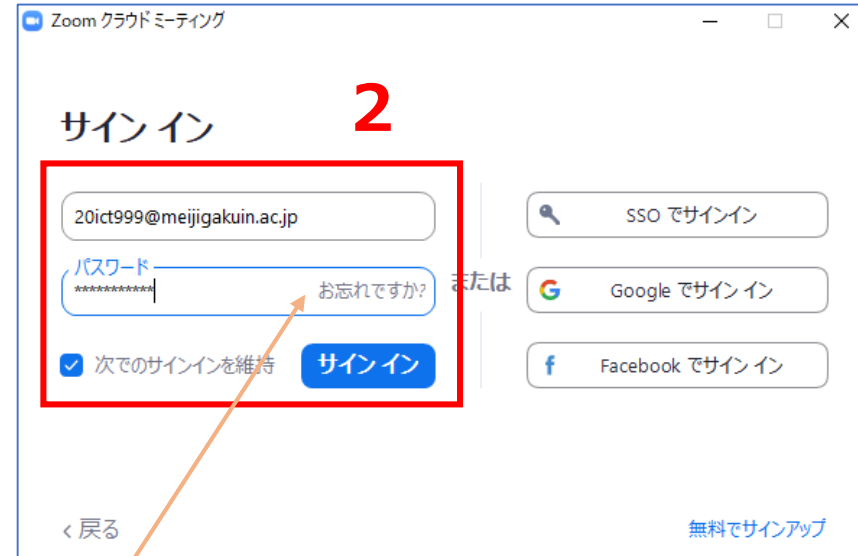 Zoom クラウド ミーティング
2
サイン イン
20ict999@meijigakuin.ac.jp
パスワード
***********
お忘れですか?
次でのサインインを維持
サイン イン
または
SSO でサインイン
Google でサイン イン
Facebook でサイン イン
戻る
無料でサインアップ